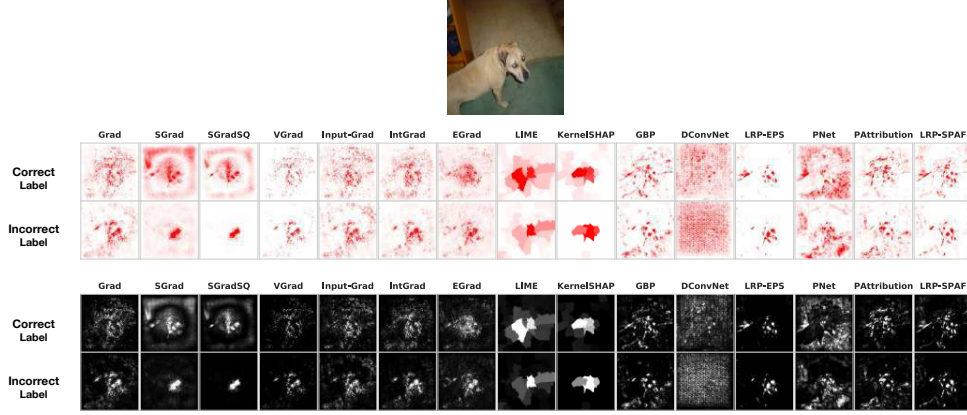 Grad SGrad SGradSQ VGrad Input-Grad IntGrad EGrad LIME KernelSHAP GBP DConvNet LRP-EPS PNet PAttribution LRP-SPAF
Correct
Label
Incorrect
Label
Grad SGrad SGradSQ VGrad Input-Grad IntGrad EGrad LIME KernelSHAP GBP DConvNet LRP-EPS PNet PAttribution LRP-SPAF
Correct
Label
Incorrect
Label